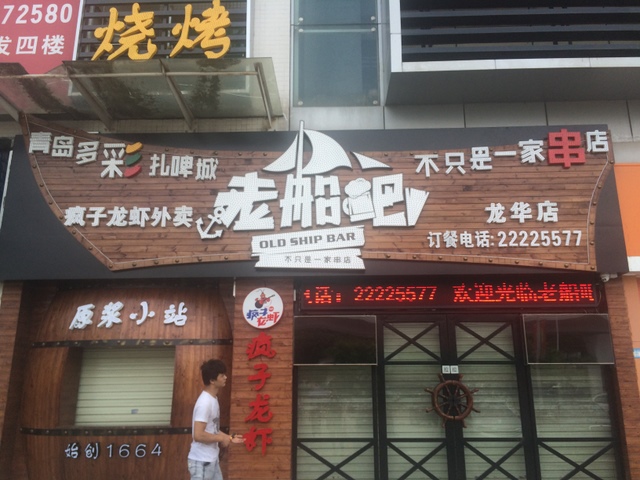 72580
发四楼
烧烤
青岛多彩扎啤城
疯子龙虾外卖
老船吧
OLD SHIP BAR
不只是一家串店
不只是一家串店
龙华店
订餐电话:22225577
话：22225577 欢迎光临老船吧
原浆小站
始创1664
疯子龙虾
疯子龙虾